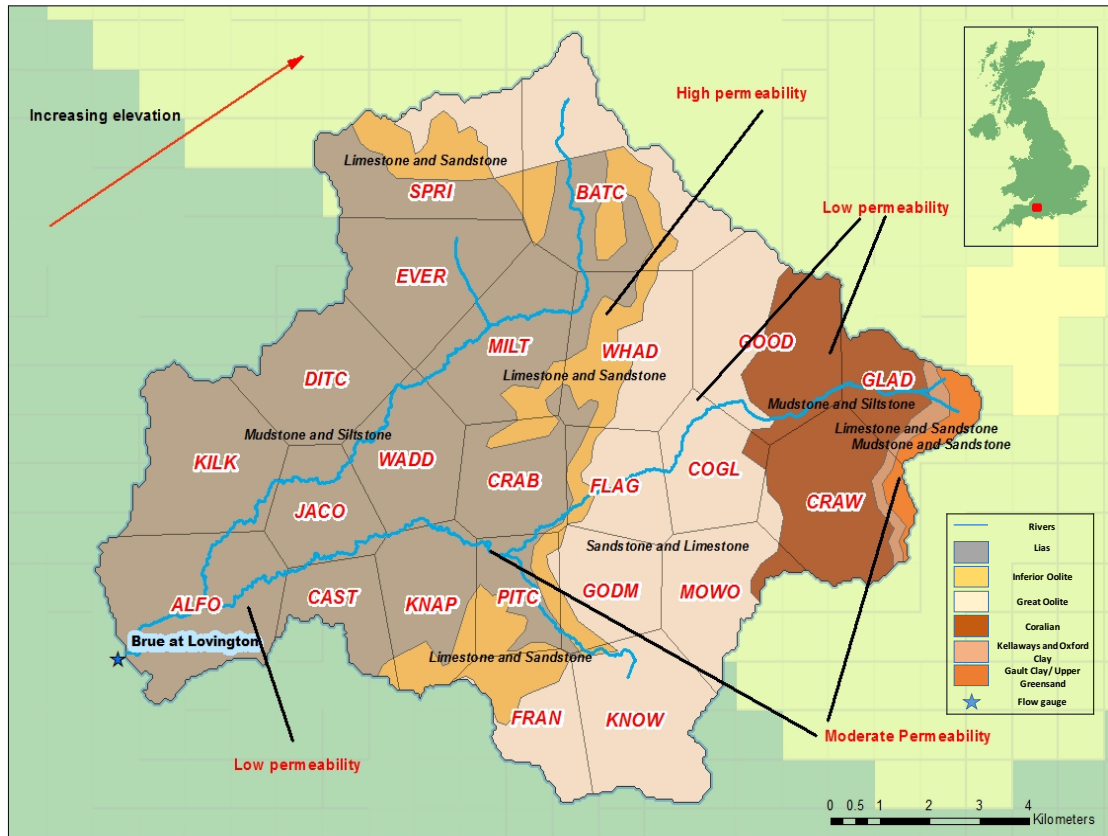 Increasing elevation
High permeability
Limestone and Sandstone
SPRI
BATC
Low permeability
EVER
MILT
WHAD
GOOD
GLAD
DITC
Limestone and Sandstone
Mudstone and Siltstone
Limestone and Sandstone
Mudstone and Sandstone
Mudstone and Siltstone
KILK
WADD
CRAB
FLAG
COGL
CRAW
JACO
Sandstone and Limestone
ALFO
CAST
KNAP
PITC
GODM
MOWO
Brue at Lovington
Limestone and Sandstone
FRAN
KNOW
Low permeability
Moderate Permeability
Rivers
Lias
Inferior Oolite
Great Oolite
Coralian
Kellaways and Oxford
Clay
Gault Clay/ Upper
Greensand
Flow gauge
0 0.5 1 2 3 4
Kilometers